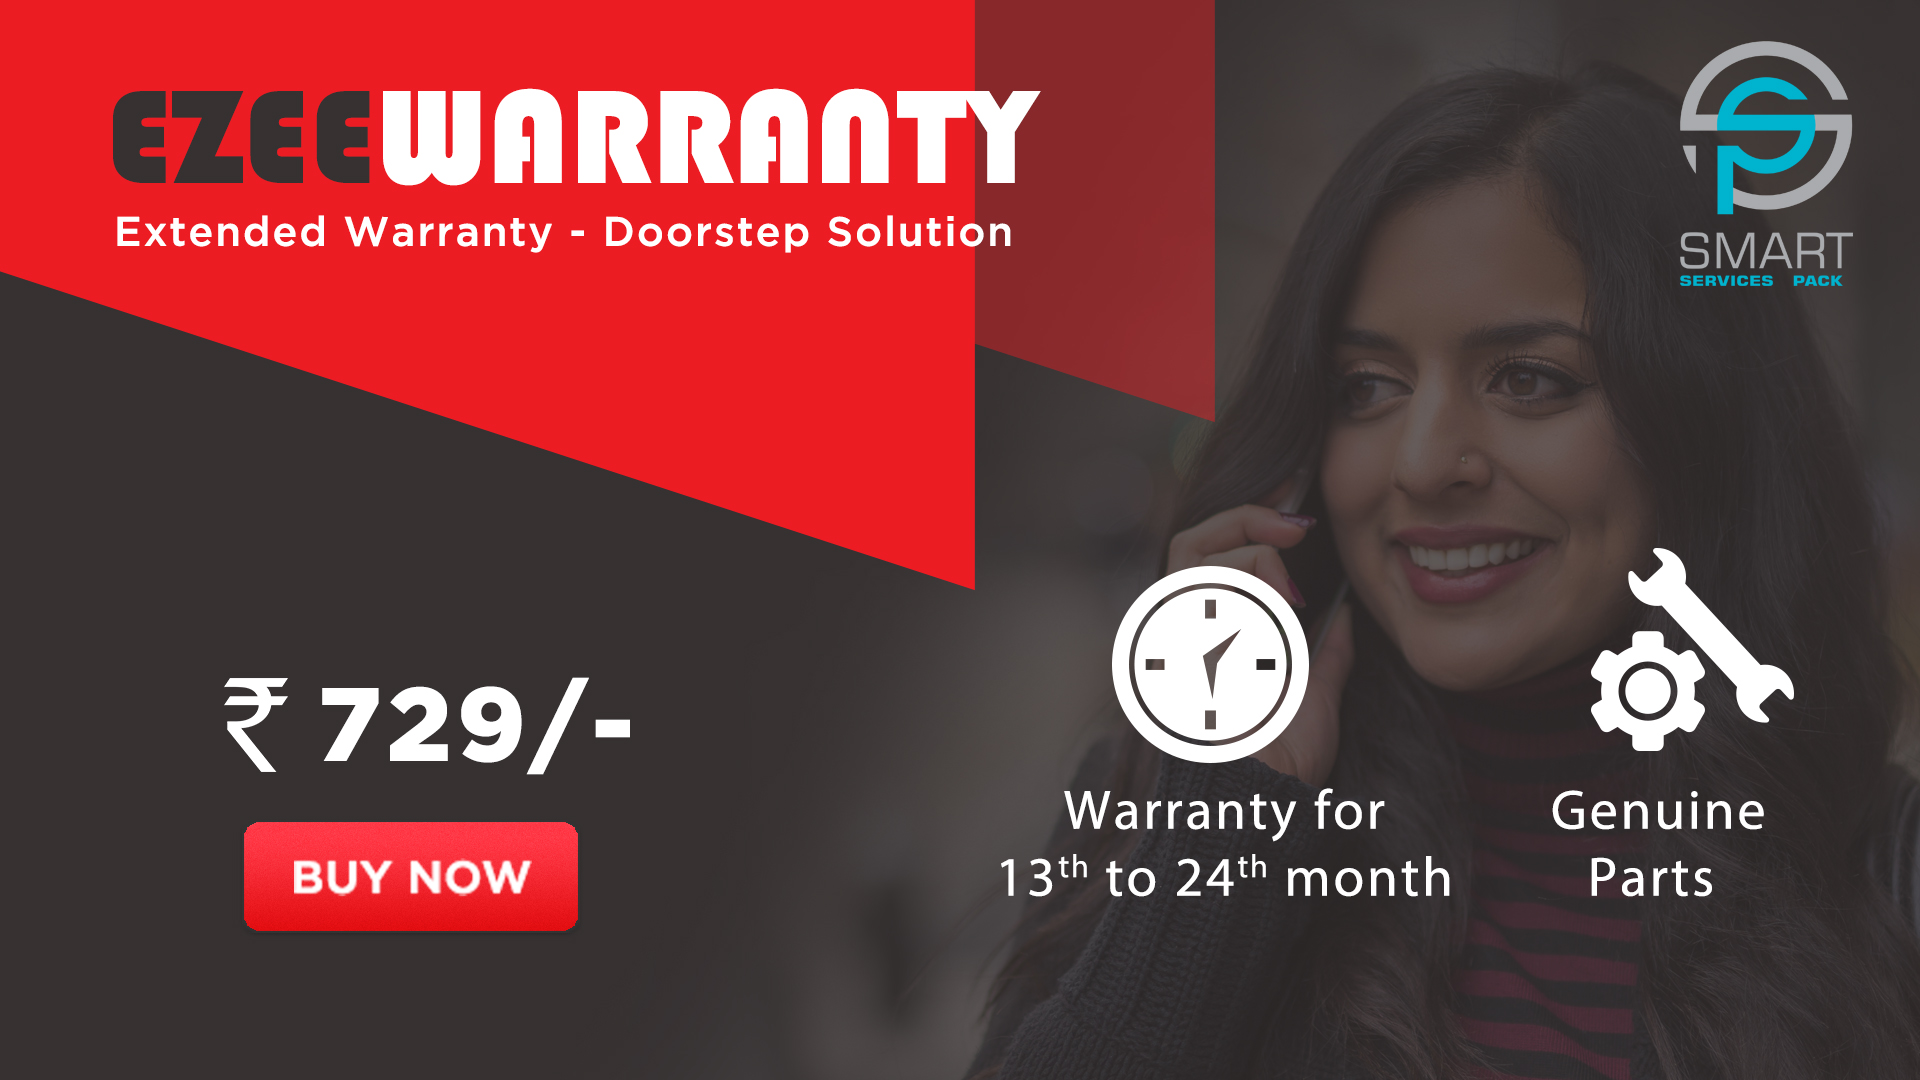 EZEEWARRANTY
Extended Warranty - Doorstep Solution
SMART
SERVICES PACK
₹ 729/-
BUY NOW
Warranty for
13th to 24th month
Genuine
Parts